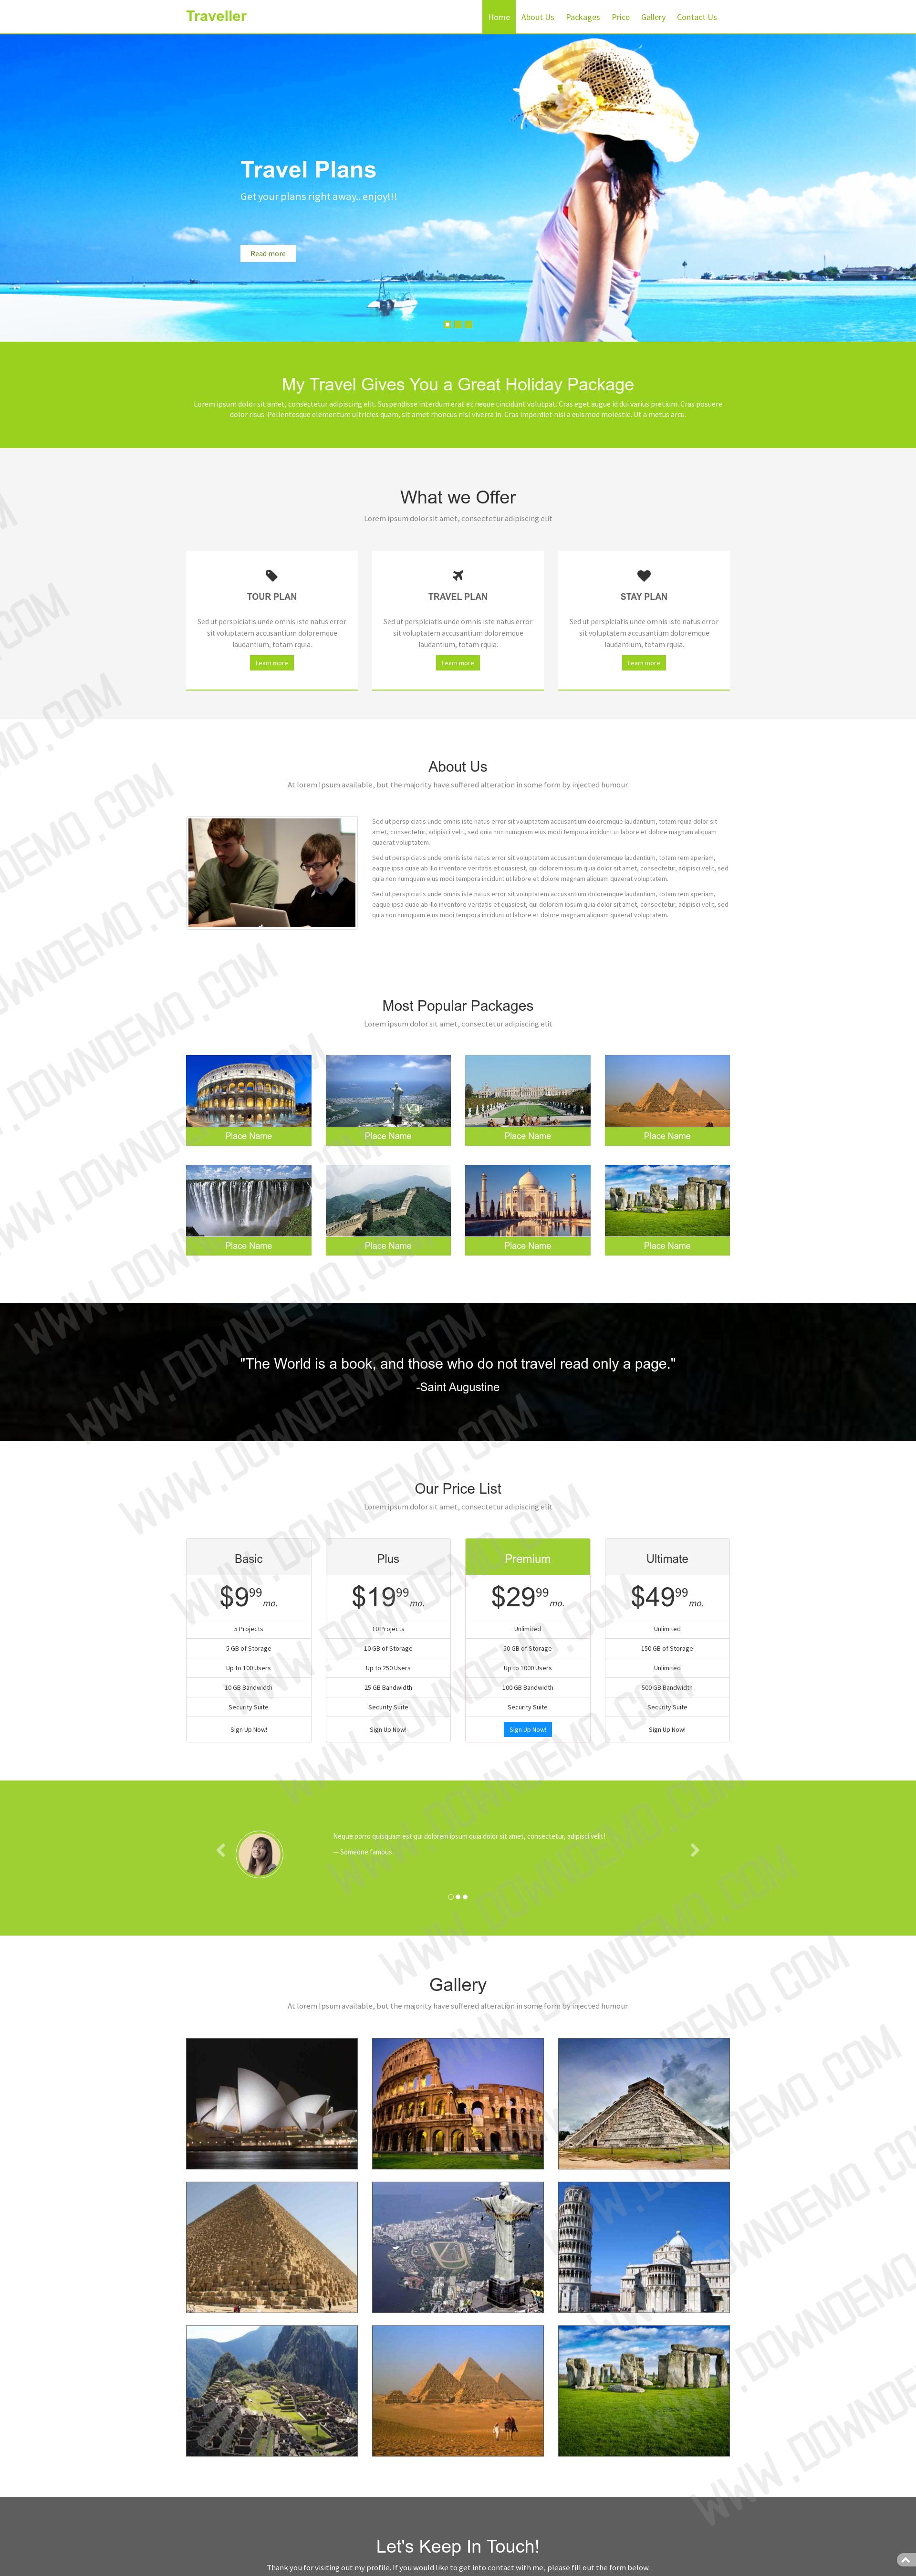 Traveller
Home About Us Packages Price Gallery Contact Us
Travel Plans
Get your plans right away.. enjoy!!!
Read more
My Travel Gives You a Great Holiday Package
Lorem ipsum dolor sit amet, consectetur adipiscing elit. Suspendisse interdum erat et neque tincidunt volutpat. Cras eget augue id dui varius pretium. Cras posuere
dolor risus. Pellentesque elementum ultricies quam, sit amet rhoncus nisl viverra in. Cras imperdiet nisi a euismod molestie. Ut a metus arcu.
What we Offer
Lorem ipsum dolor sit amet, consectetur adipiscing elit
TOUR PLAN
Sed ut perspiciatis unde omnis iste natus error
sit voluptatem accusantium doloremque
laudantium, totam rquia.
Learn more
TRAVEL PLAN
Sed ut perspiciatis unde omnis iste natus error
sit voluptatem accusantium doloremque
laudantium, totam rquia.
Learn more
STAY PLAN
Sed ut perspiciatis unde omnis iste natus error
sit voluptatem accusantium doloremque
laudantium, totam rquia.
Learn more
About Us
At lorem Ipsum available, but the majority have suffered alteration in some form by injected humour.
Sed ut perspiciatis unde omnis iste natus error sit voluptatem accusantium doloremque laudantium, totam rquia dolor sit
amet, consectetur, adipisci velit, sed quia non numquam eius modi tempora incidunt ut labore et dolore magnam aliquam
quaerat voluptatem.
Sed ut perspiciatis unde omnis iste natus error sit voluptatem accusantium doloremque laudantium, totam rem aperiam,
eaque ipsa quae ab illo inventore veritatis et quasiest, qui dolorem ipsum quia dolor sit amet, consectetur, adipisci velit, sed
quia non numquam eius modi tempora incidunt ut labore et dolore magnam aliquam quaerat voluptatem.
Sed ut perspiciatis unde omnis iste natus error sit voluptatem accusantium doloremque laudantium, totam rem aperiam,
eaque ipsa quae ab illo inventore veritatis et quasiest, qui dolorem ipsum quia dolor sit amet, consectetur, adipisci velit, sed
quia non numquam eius modi tempora incidunt ut labore et dolore magnam aliquam quaerat voluptatem.
Most Popular Packages
Lorem ipsum dolor sit amet, consectetur adipiscing elit
Place Name Place Name Place Name Place Name
Place Name Place Name Place Name Place Name
"The World is a book, and those who do not travel read only a page."
-Saint Augustine
Our Price List
Lorem ipsum dolor sit amet, consectetur adipiscing elit
Basic
$9 99 mo.
5 Projects
5 GB of Storage
Up to 100 Users
10 GB Bandwidth
Security Suite
Sign Up Now!
Plus
$19 99 mo.
10 Projects
10 GB of Storage
Up to 250 Users
25 GB Bandwidth
Security Suite
Sign Up Now!
Premium
$29 99 mo.
Unlimited
50 GB of Storage
Up to 1000 Users
100 GB Bandwidth
Security Suite
Sign Up Now!
Ultimate
$49 99 mo.
Unlimited
150 GB of Storage
Unlimited
500 GB Bandwidth
Security Suite
Sign Up Now!
Neque porro quisquam est qui dolorem ipsum quia dolor sit amet, consectetur, adipisci velit!
— Someone famous
Gallery
At lorem Ipsum available, but the majority have suffered alteration in some form by injected humour.
Let's Keep In Touch!
Thank you for visiting out my profile. If you would like to get into contact with me, please fill out the form below.
WWW.DOWNDEMO.COM